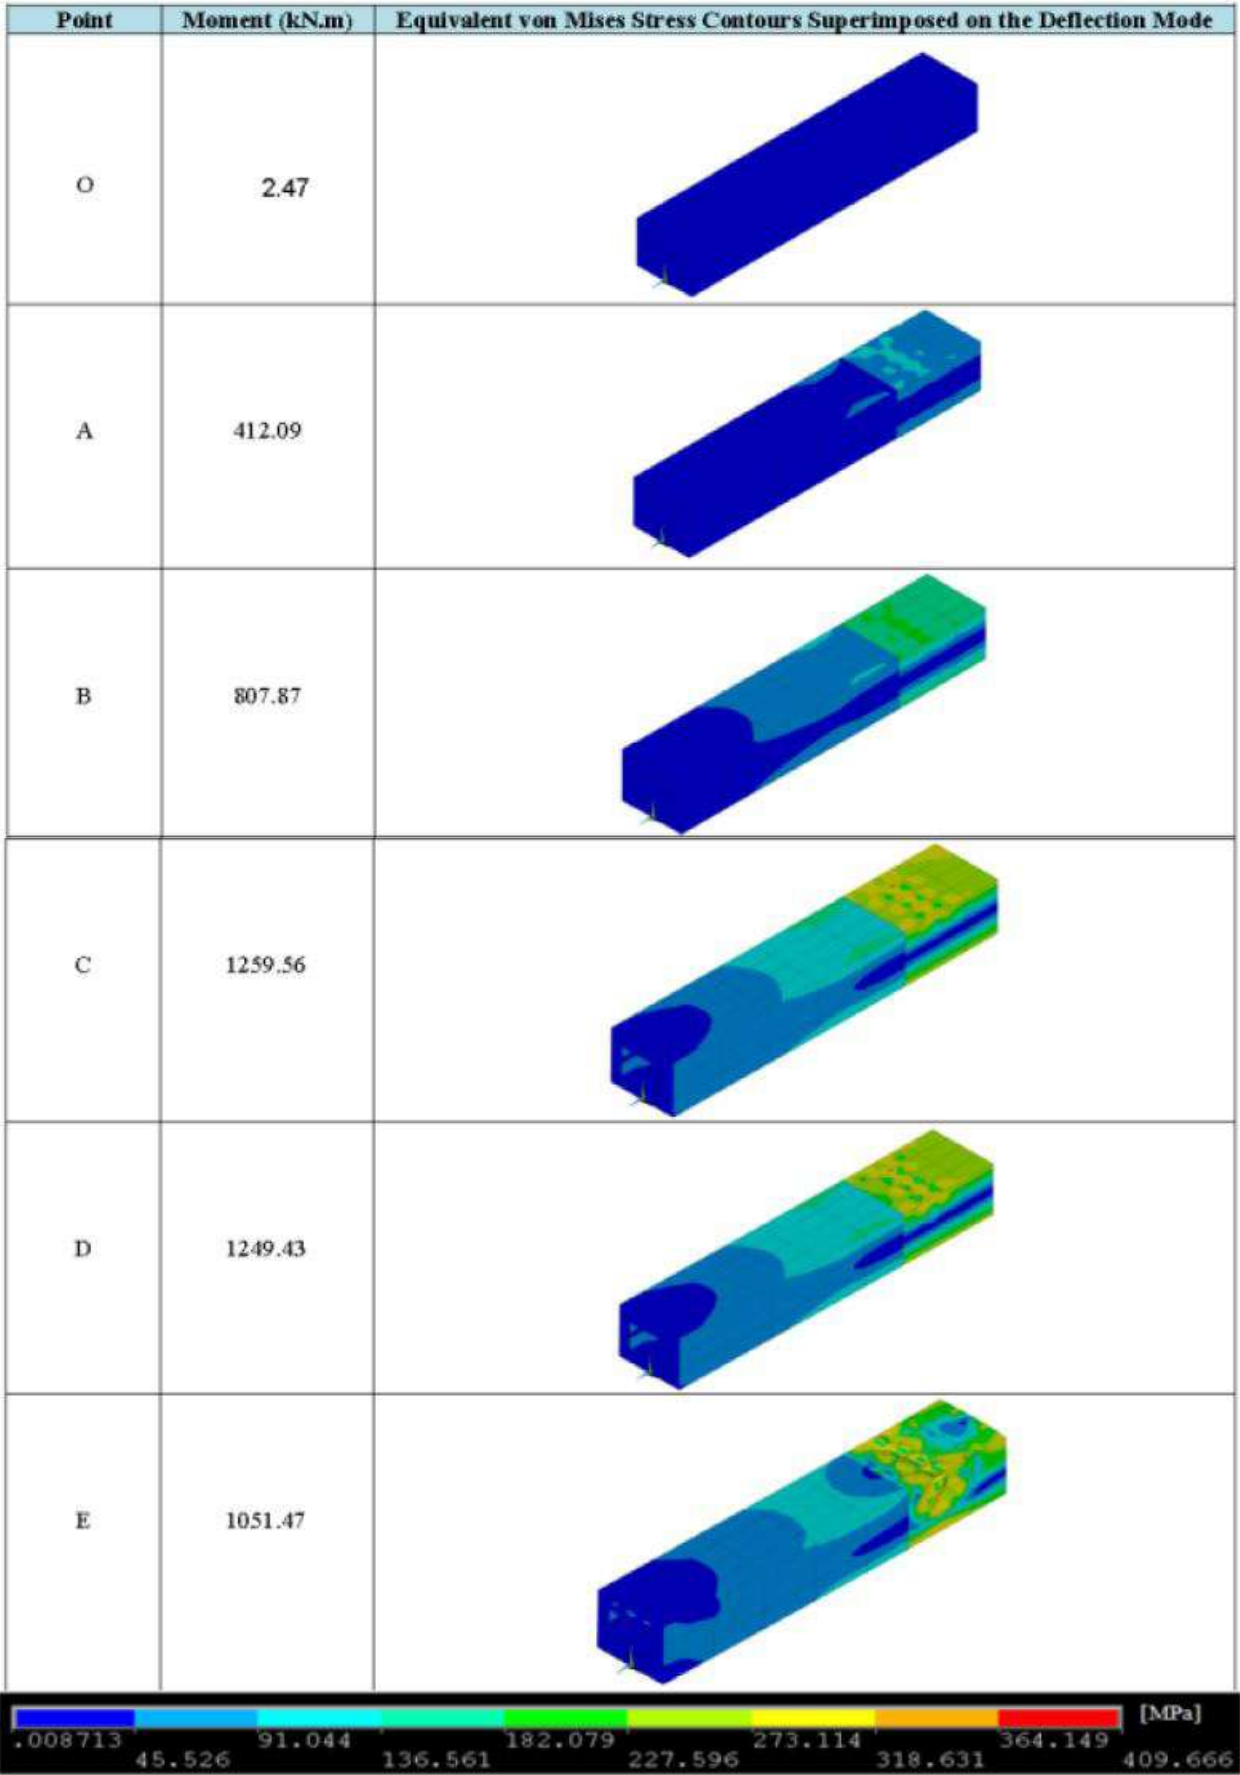 Point Moment (kN.m) Equivalent von Mises Stress Contours Superimposed on the Deflection Mode
O 2.47
A 412.09
B 807.87
C 1259.56
D 1249.43
E 1051.47
[MPa]
.008713 91.044 182.079 273.114 364.149
45.526 136.561 227.596 318.631 409.666